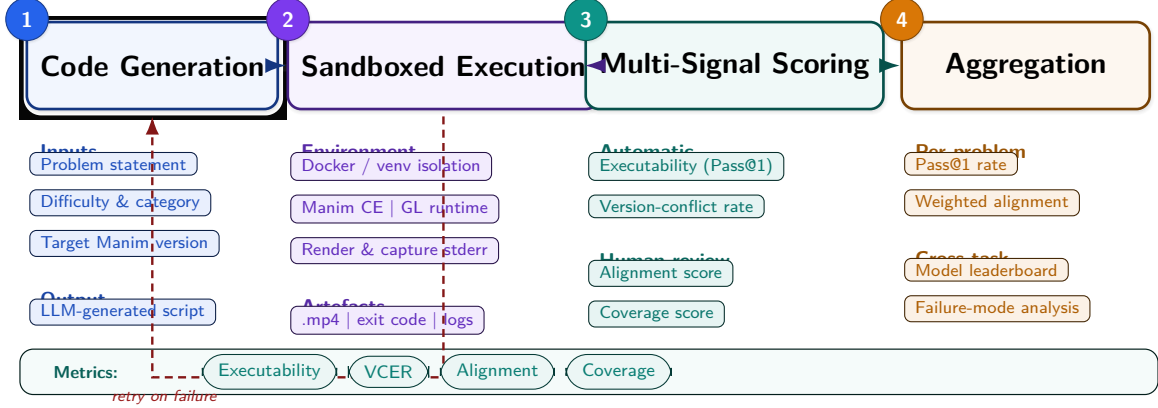 1
Code Generation
2
Sandboxed Execution
3
Multi-Signal Scoring
4
Aggregation
Inputs
Problem statement
Difficulty & category
Target Manim version
Output
LLM-generated script
Environment
Docker / venv isolation
Manim CE | GL runtime
Render & capture stderr
Artefacts
.mp4 | exit code | logs
Automatic
Executability (Pass@1)
Version-conflict rate
Human review
Alignment score
Coverage score
Per-problem
Pass@1 rate
Weighted alignment
Cross-task
Model leaderboard
Failure-mode analysis
Metrics:
Executability
VCER
Alignment
Coverage
retry on failure